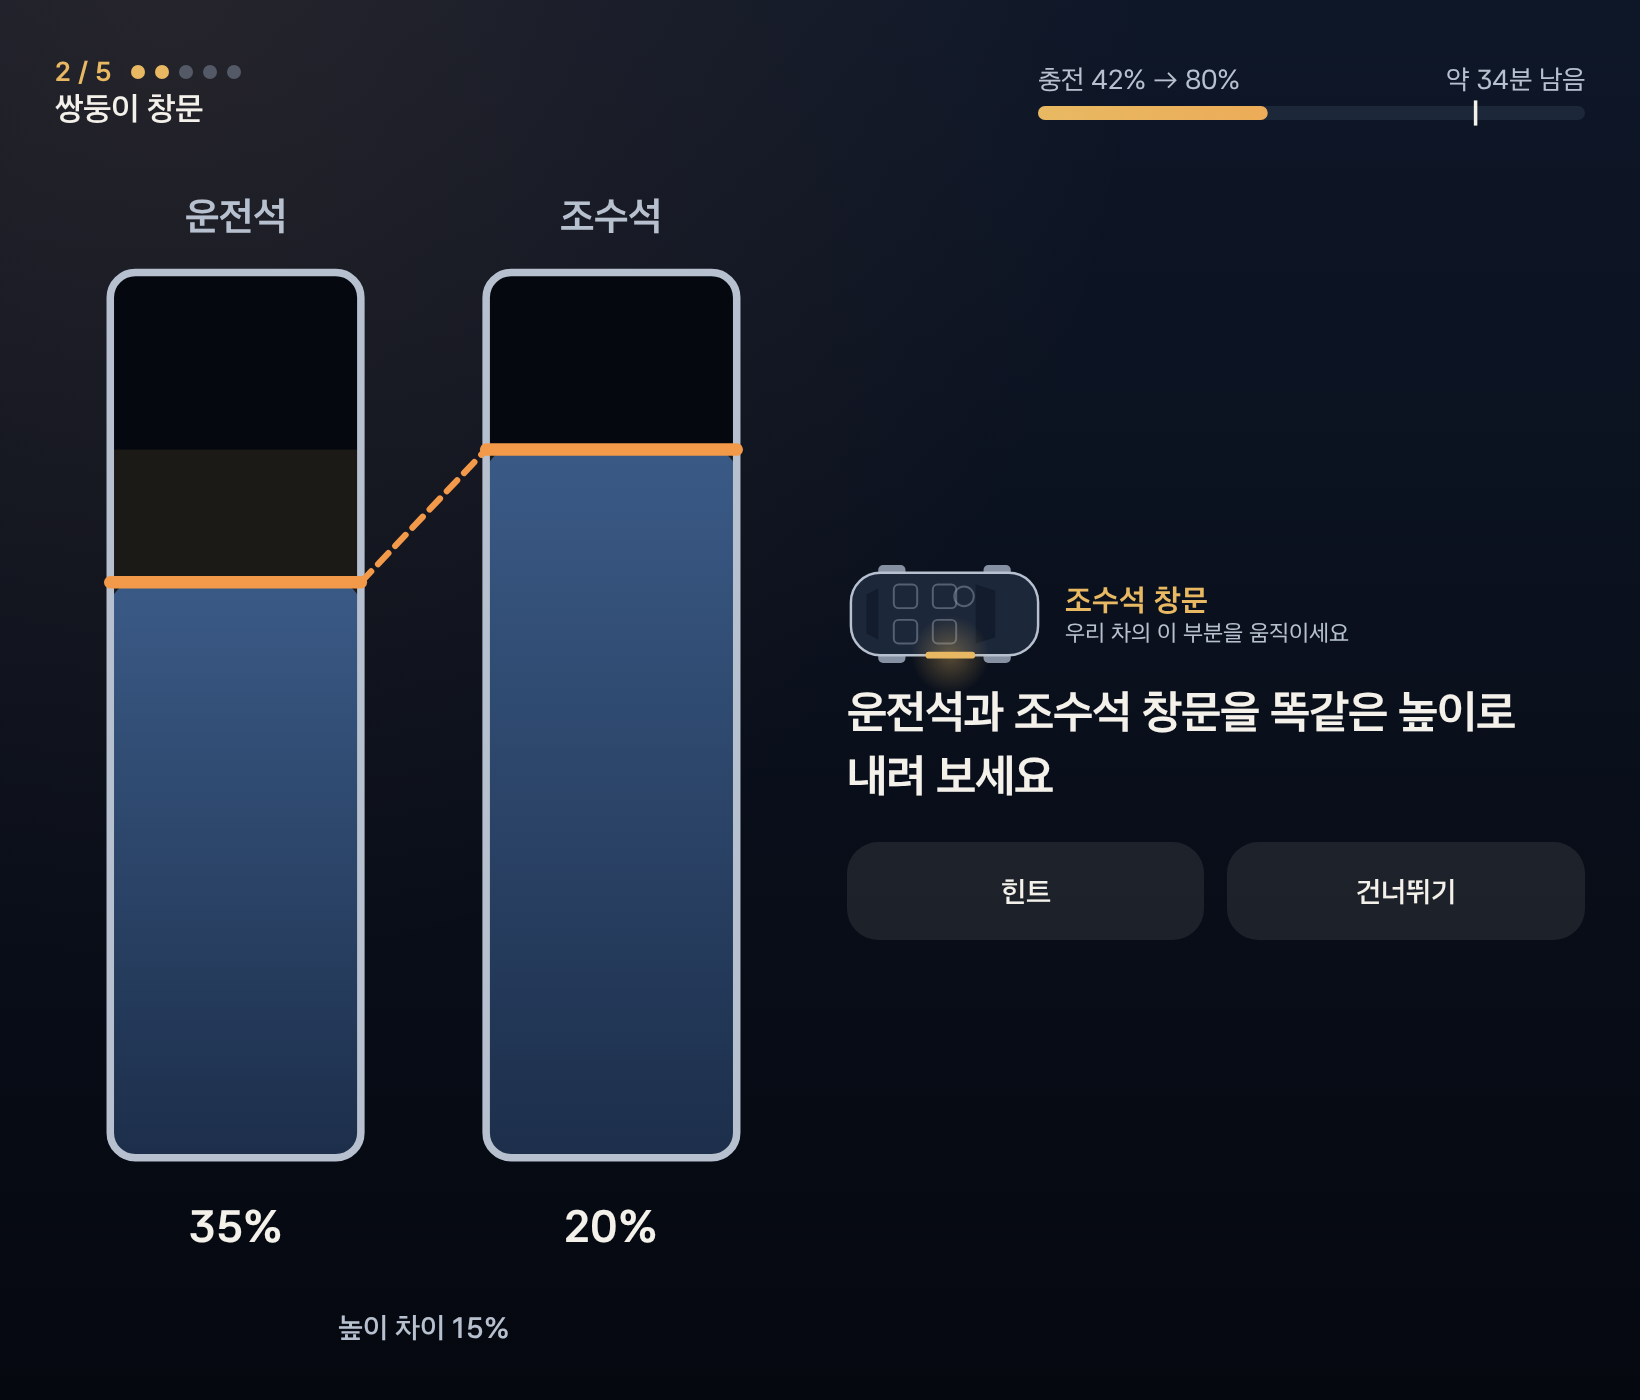 2 / 5
쌍둥이 창문
충전 42% → 80%
약 34분 남음
운전석
조수석
조수석 창문
우리 차의 이 부분을 움직이세요
운전석과 조수석 창문을 똑같은 높이로
내려 보세요
힌트
건너뛰기
35%
20%
높이 차이 15%